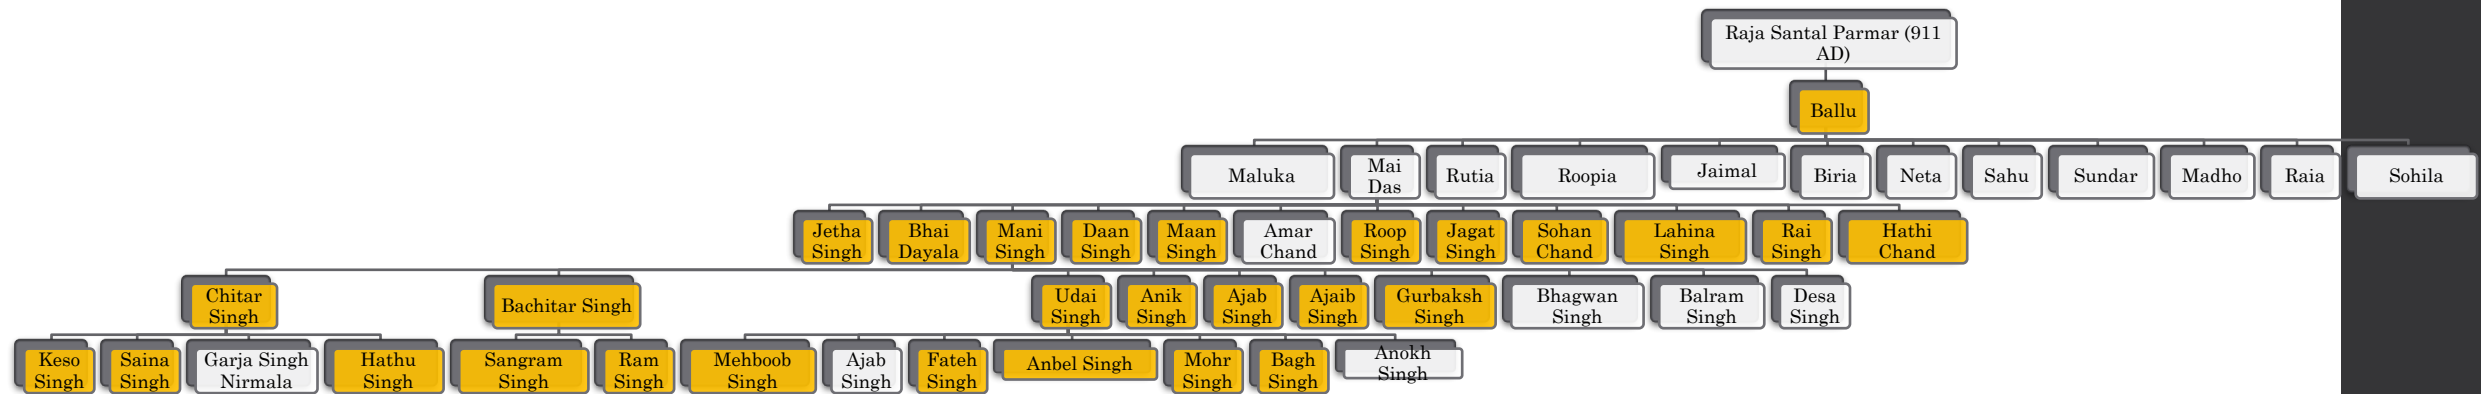 Raja Santal Parmar (911
AD)
Ballu
Maluka
Mai
Das
Rutia
Roopia
Jaimal
Biria
Neta
Sahu
Sundar
Madho
Raia
Sohila
Jetha
Singh
Bhai
Dayala
Mani
Singh
Daan
Singh
Maan
Singh
Amar
Chand
Roop
Singh
Jagat
Singh
Sohan
Chand
Lahina
Singh
Rai
Singh
Hathi
Chand
Chitar
Singh
Bachitar Singh
Udai
Singh
Anik
Singh
Ajab
Singh
Ajaib
Singh
Gurbaksh
Singh
Bhagwan
Singh
Balram
Singh
Desa
Singh
Keso
Singh
Saina
Singh
Garja Singh
Nirmala
Hathu
Singh
Sangram
Singh
Ram
Singh
Mehboob
Singh
Ajab
Singh
Fateh
Singh
Anbel Singh
Mohr
Singh
Bagh
Singh
Anokh
Singh